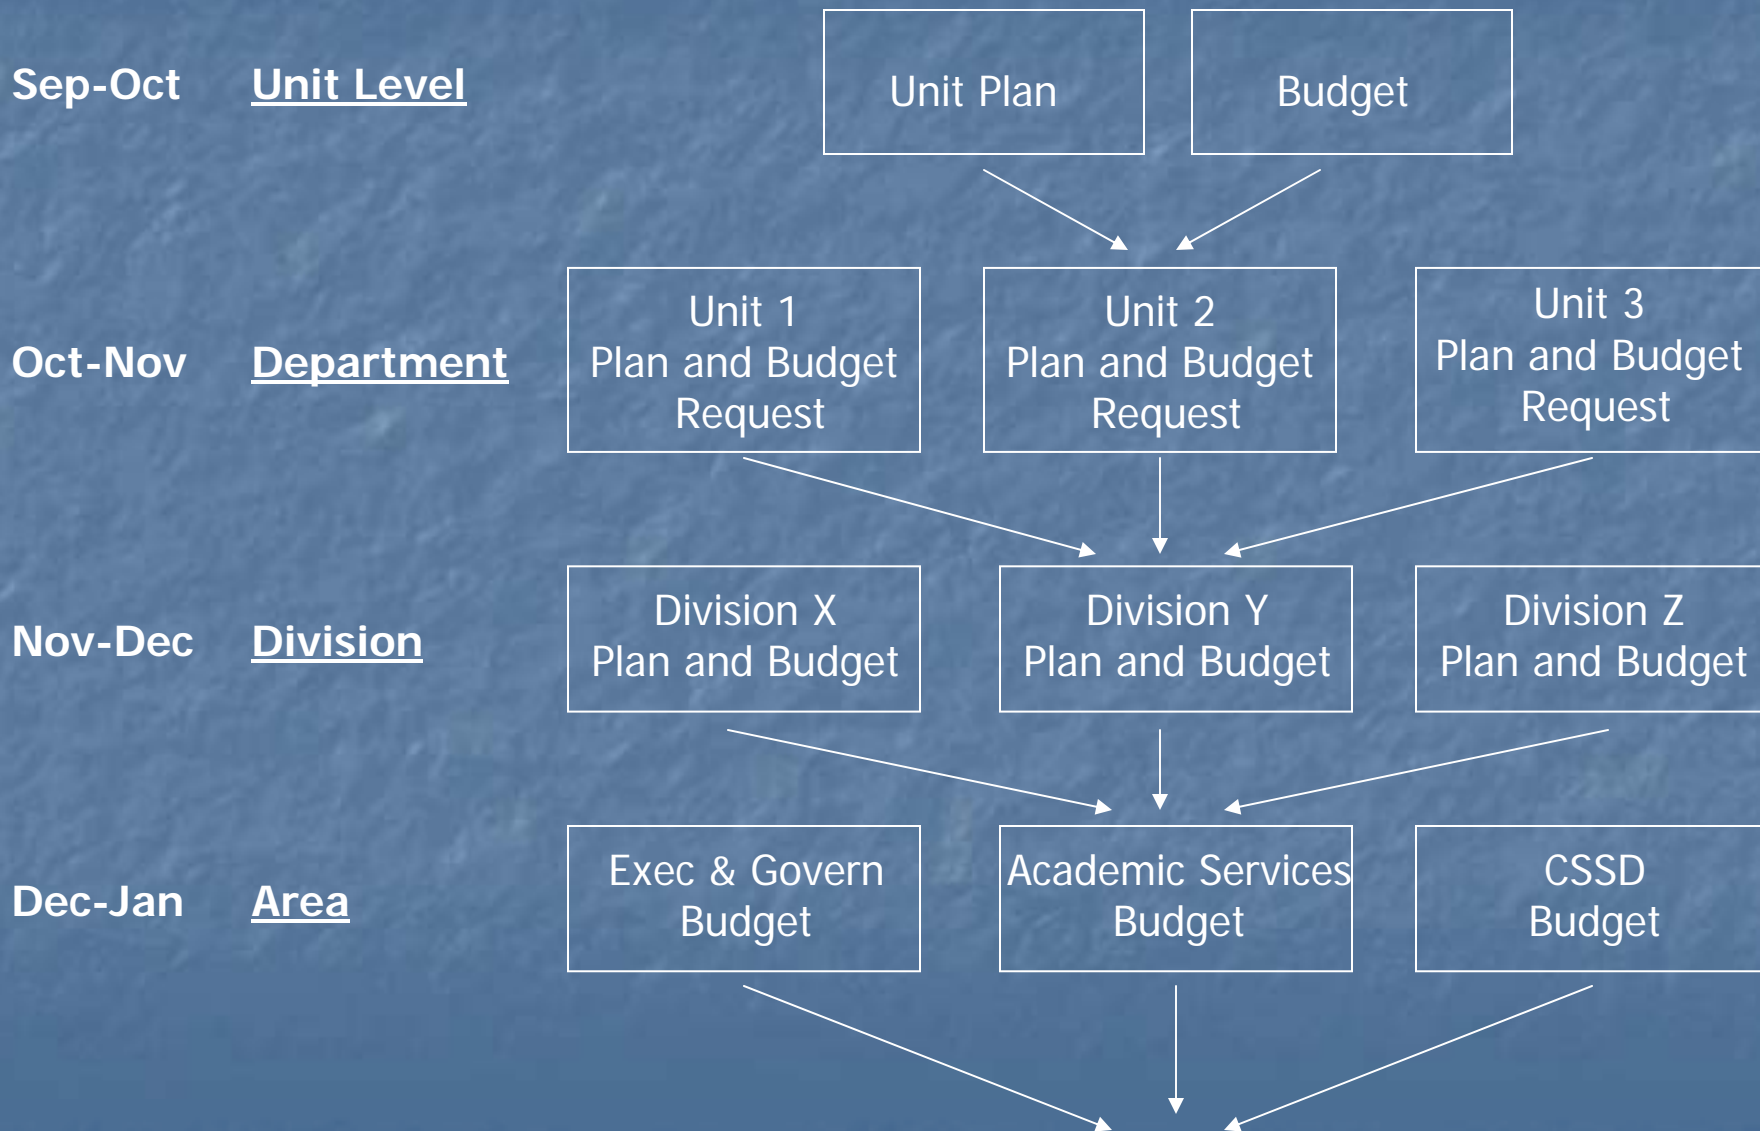 Sep-Oct Unit Level
Unit Plan
Budget
Oct-Nov Department
Unit 1
Plan and Budget
Request
Unit 2
Plan and Budget
Request
Unit 3
Plan and Budget
Request
Nov-Dec Division
Division X
Plan and Budget
Division Y
Plan and Budget
Division Z
Plan and Budget
Dec-Jan Area
Exec & Govern
Budget
Academic Services
Budget
CSSD
Budget